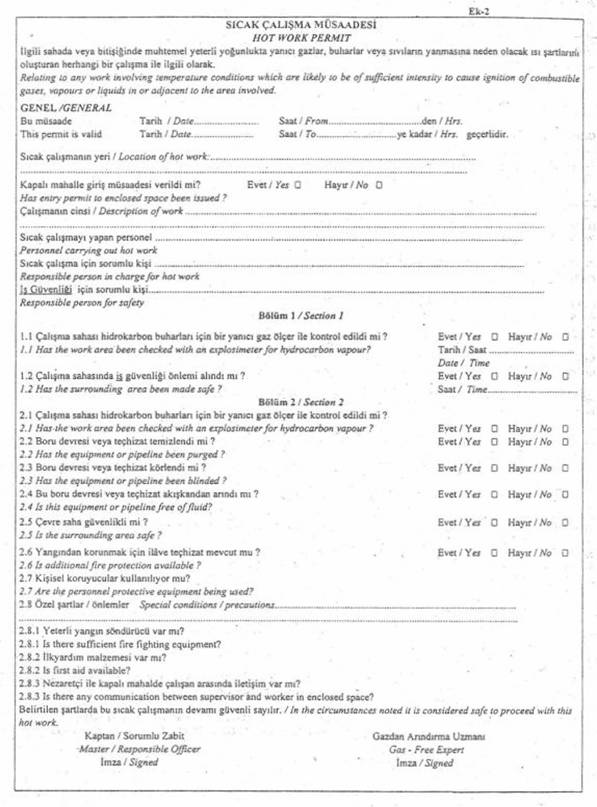 Ek-2
SICAK ÇALIŞMA MÜSAADESİ
HOT WORK PERMIT
İlgili sahada veya bitişiğinde muhtemel yeterli yoğunlukta yanıcı gazlar, buharlar veya sıvıların yanmasına neden olacak ısı şartlarını
oluşturan herhangi bir çalışma ile ilgili olarak.
Relating to any work involving temperature conditions which are likely to be of sufficient intensity to cause ignition of combustible
gases, vapours or liquids in or adjacent to the area involved.
GENEL /GENERAL
Bu müsaade Tarih / Date........................ Saat / From................................den / Hrs.
This permit is valid Tarih / Date........................ Saat / To............................ye kadar / Hrs. geçerlidir.
Sıcak çalışmanın yeri / Location of hot work:................................................................................
................................................................................
Kapalı mahalle giriş müsaadesi verildi mi? Evet / Yes □ Hayır / No □
Has entry permit to enclosed space been issued ?
Çalışmanın cinsi / Description of work ................................................................................
................................................................................
Sıcak çalışmayı yapan personel ................................................................................
Personnel carrying out hot work
Sıcak çalışma için sorumlu kişi ................................................................................
Responsible person in charge for hot work
İş Güvenliği için sorumlu kişi................................................................................
Responsible person for safety
Bölüm 1 / Section 1
1.1 Çalışma sahası hidrokarbon buharları için bir yanıcı gaz ölçer ile kontrol edildi mi ? Evet / Yes □ Hayır / No □
1.1 Has the work area been checked with an explosimeter for hydrocarbon vapour? Tarih / Saat ..............................
Date / Time
1.2 Çalışma sahasında iş güvenliği önlemi alındı mı ? Evet / Yes □ Hayır / No □
1.2 Has the surrounding area been made safe ? Saat / Time..............................
Bölüm 2 / Section 2
2.1 Çalışma sahası hidrokarbon buharları için bir yanıcı gaz ölçer ile kontrol edildi mi ?
2.1 Has the work area been checked with an explosimeter for hydrocarbon vapour ? Evet / Yes □ Hayır / No □
2.2 Boru devresi veya teçhizat temizlendi mi ?
2.2 Has the equipment or pipeline been purged ? Evet / Yes □ Hayır / No □
2.3 Boru devresi veya teçhizat körlendi mi ? Evet / Yes □ Hayır / No □
2.3 Has the equipment or pipeline been blinded ?
2.4 Bu boru devresi veya teçhizat akışkandan arındı mı ? Evet / Yes □ Hayır / No □
2.4 Is this equipment or pipeline free of fluid?
2.5 Çevre saha güvenlikli mi ? Evet / Yes □ Hayır / No □
2.5 Is the surrounding area safe ?
2.6 Yangından korunmak için ilâve teçhizat mevcut mu ? Evet / Yes □ Hayır / No □
2.6 Is additional fire protection available ?
2.7 Kişisel koruyucular kullanılıyor mu?
2.7 Are the personnel protective equipment being used?
2.8 Özel şartlar / önlemler Special conditions / precautions................................................................................
................................................................................
2.8.1 Yeterli yangın söndürücü var mı?
2.8.1 Is there sufficient fire fighting equipment?
2.8.2 İlkyardım malzemesi var mı?
2.8.2 Is first aid available?
2.8.3 Nezaretçi ile kapalı mahalde çalışan arasında iletişim var mı?
2.8.3 Is there any communication between supervisor and worker in enclosed space?
Belirtilen şartlarda bu sıcak çalışmanın devamı güvenli sayılır. / In the circumstances noted it is considered safe to proceed with this
hot work.
Kaptan / Sorumlu Zabit Gazdan Arındırma Uzmanı
Master / Responsible Officer Gas - Free Expert
İmza / Signed İmza / Signed